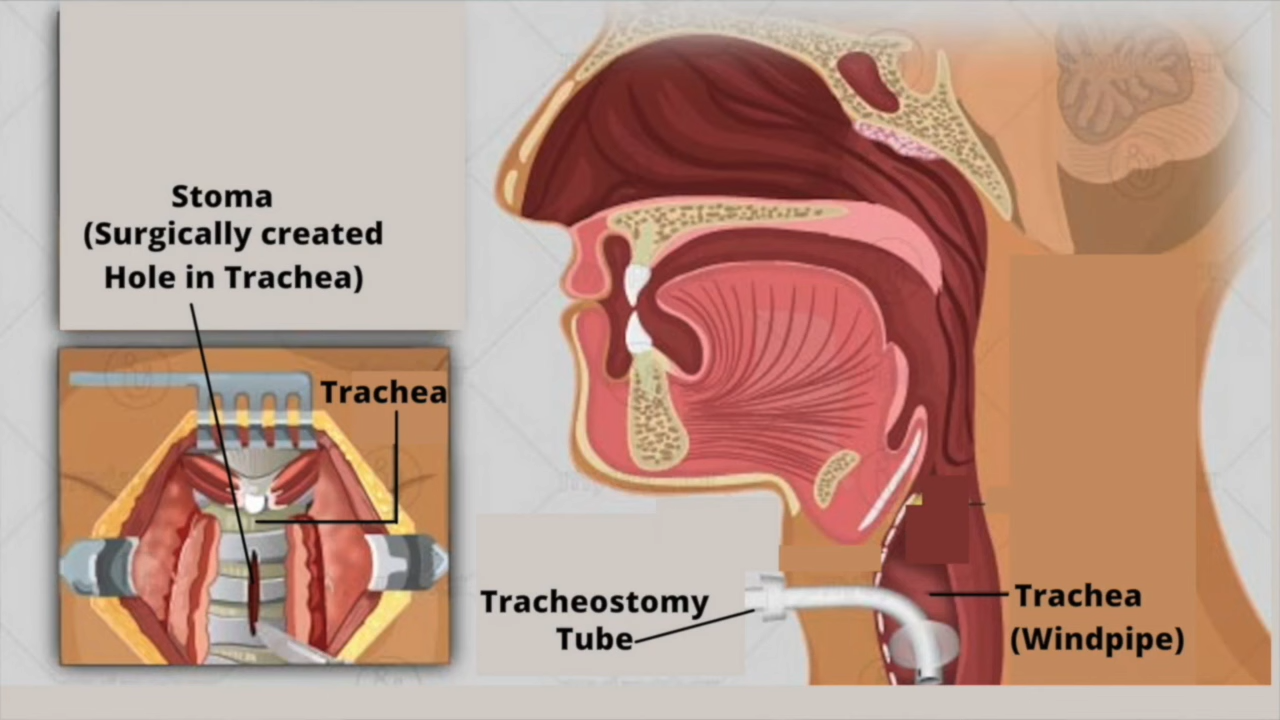 Stoma
(Surgically created
Hole in Trachea)
Trachea
Tracheostomy
Tube
Trachea
(Windpipe)